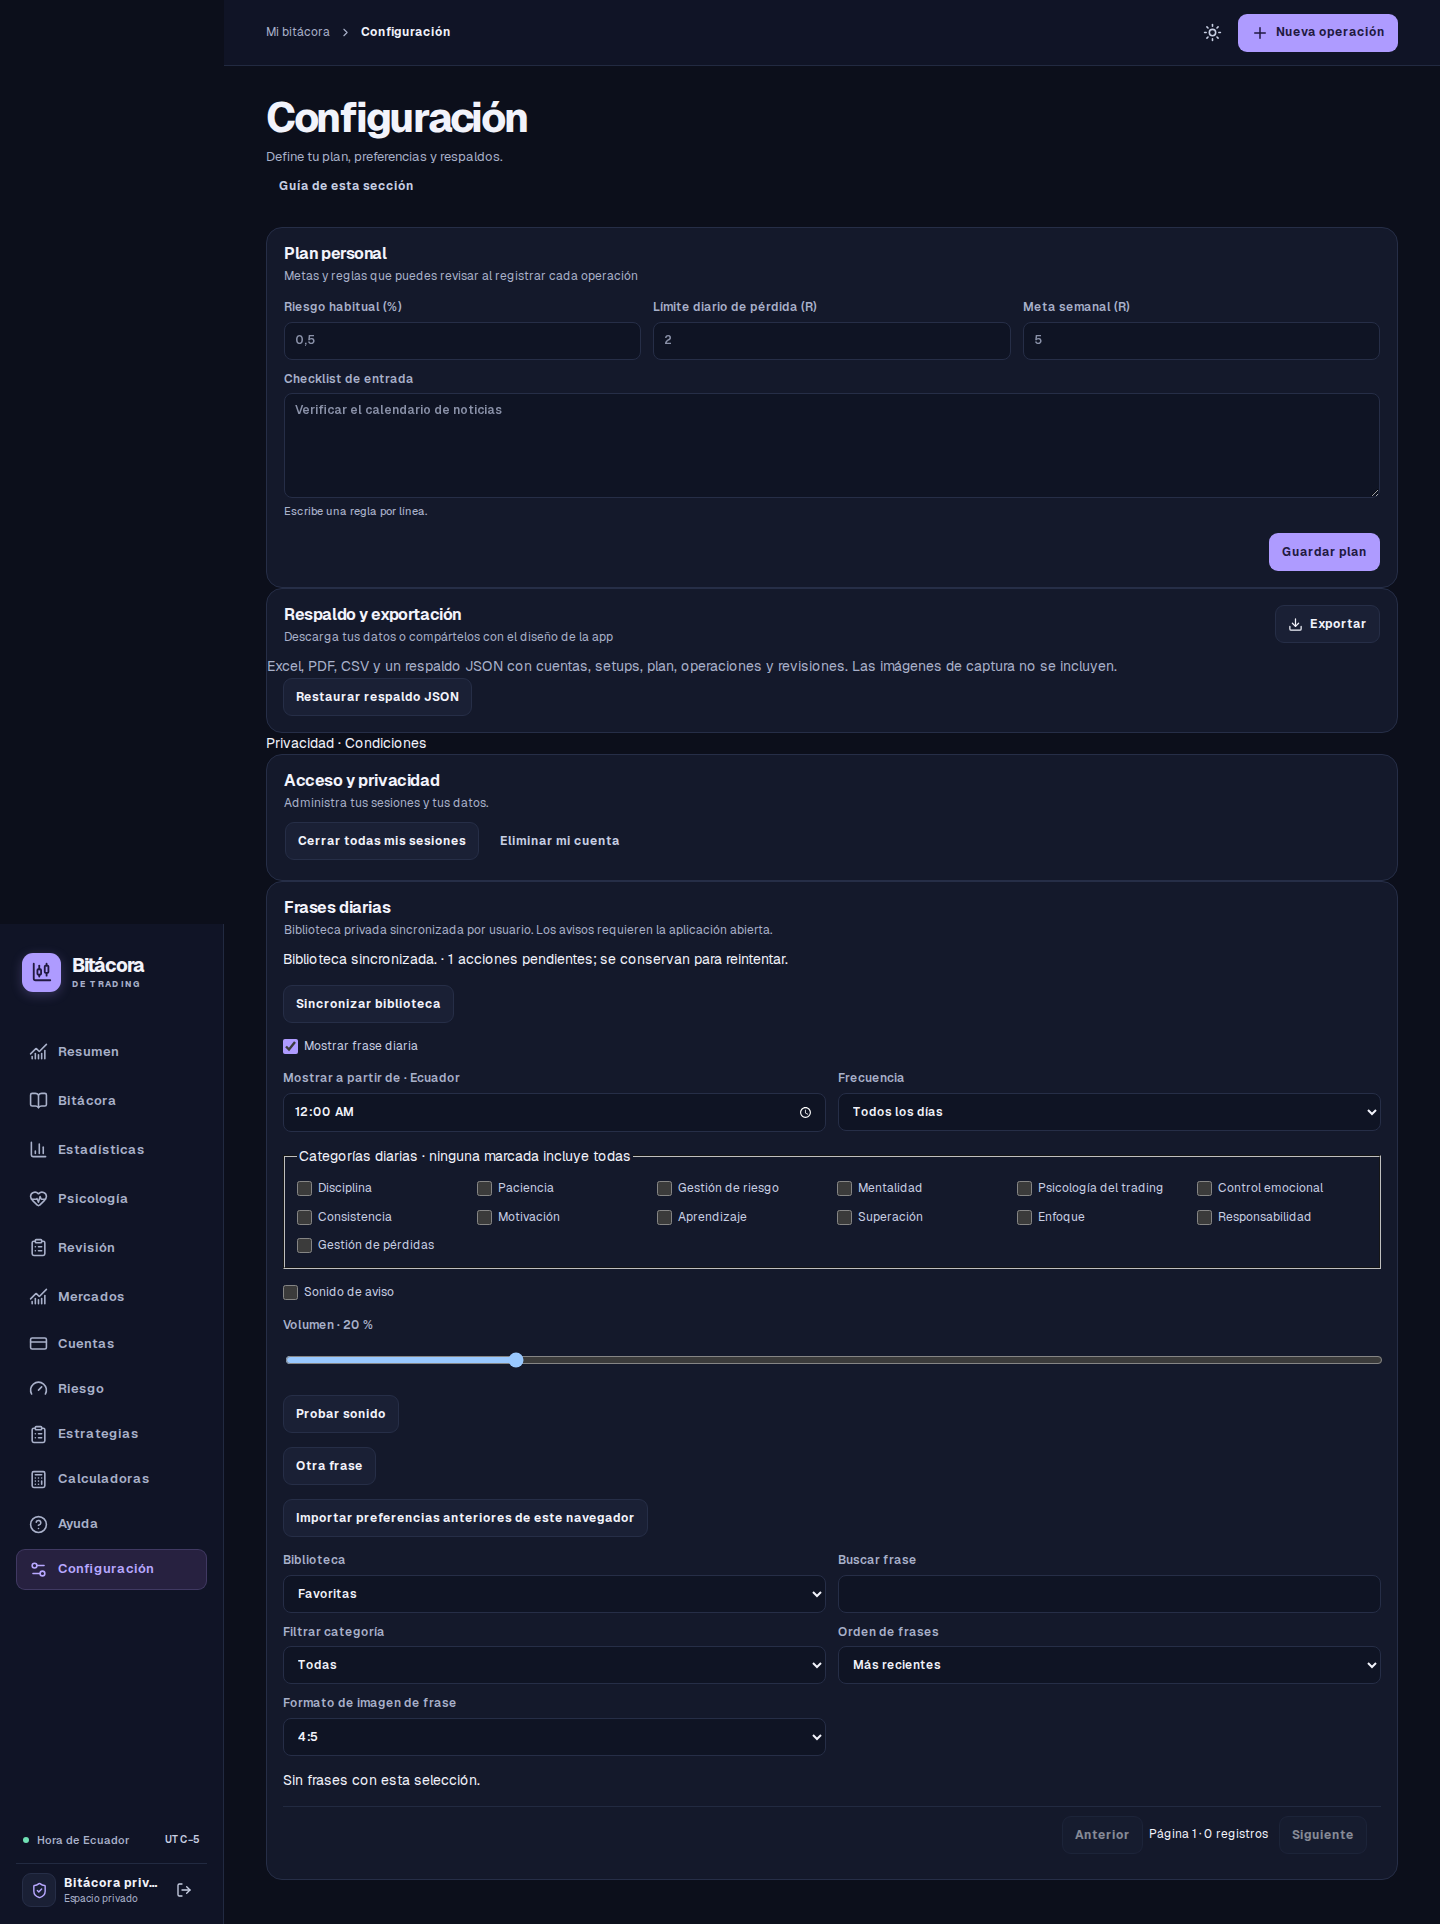 Mi bitácora
Configuración
Nueva operación
Configuración
Define tu plan, preferencias y respaldos.
Guía de esta sección
Plan personal
Metas y reglas que puedes revisar al registrar cada operación
Riesgo habitual (%)
Límite diario de pérdida (R)
Meta semanal (R)
0,5
2
5
Checklist de entrada
Verificar el calendario de noticias
Escribe una regla por línea.
Guardar plan
Respaldo y exportación
Descarga tus datos o compártelos con el diseño de la app
Exportar
Excel, PDF, CSV y un respaldo JSON con cuentas, setups, plan, operaciones y revisiones. Las imágenes de captura no se incluyen.
Restaurar respaldo JSON
Privacidad · Condiciones
Acceso y privacidad
Administra tus sesiones y tus datos.
Cerrar todas mis sesiones
Eliminar mi cuenta
Frases diarias
Biblioteca privada sincronizada por usuario. Los avisos requieren la aplicación abierta.
Biblioteca sincronizada. · 1 acciones pendientes; se conservan para reintentar.
Sincronizar biblioteca
Mostrar frase diaria
Mostrar a partir de · Ecuador
Frecuencia
12:00 AM
Todos los días
Categorías diarias · ninguna marcada incluye todas
Disciplina
Paciencia
Gestión de riesgo
Mentalidad
Psicología del trading
Control emocional
Consistencia
Motivación
Aprendizaje
Superación
Enfoque
Responsabilidad
Gestión de pérdidas
Sonido de aviso
Volumen · 20 %
Probar sonido
Otra frase
Importar preferencias anteriores de este navegador
Biblioteca
Buscar frase
Favoritas
Filtrar categoría
Orden de frases
Todas
Más recientes
Formato de imagen de frase
4:5
Sin frases con esta selección.
Anterior
Página 1 · 0 registros
Siguiente
Bitácora
DE TRADING
Resumen
Bitácora
Estadísticas
Psicología
Revisión
Mercados
Cuentas
Riesgo
Estrategias
Calculadoras
Ayuda
Configuración
Hora de Ecuador
UTC−5
Bitácora priv…
Espacio privado